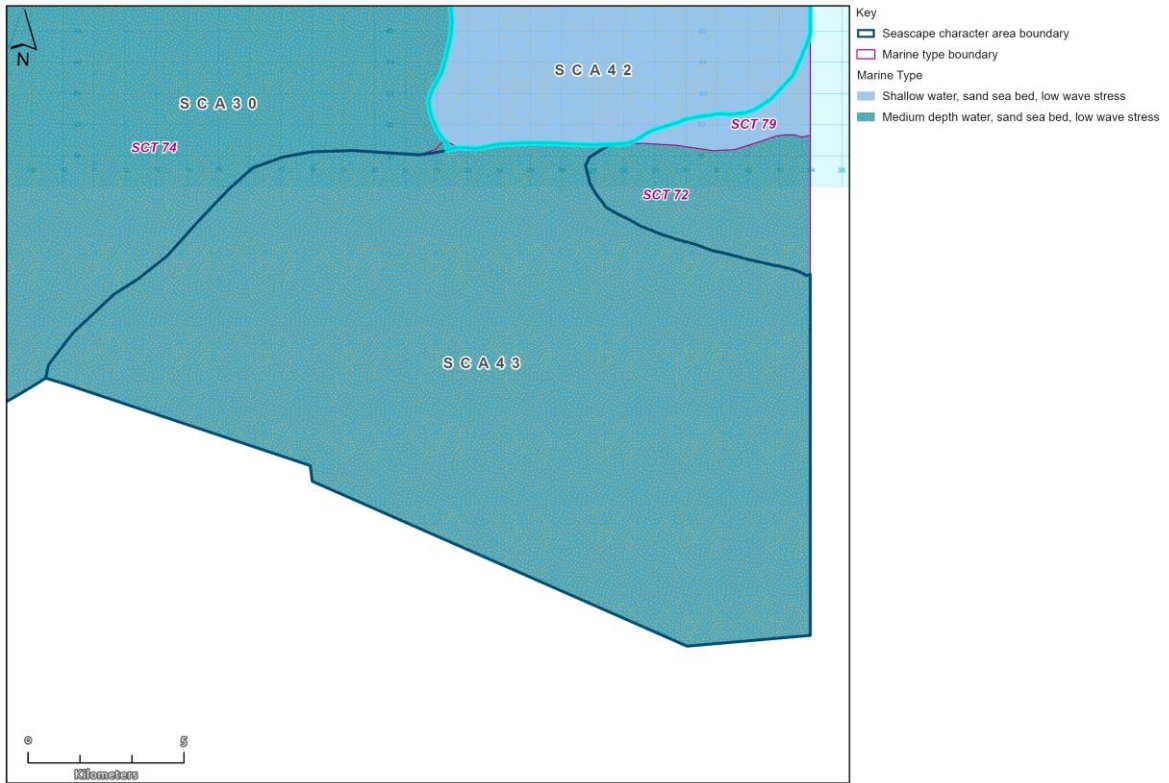 Key
Seascape character area boundary
Marine type boundary
Marine Type
Shallow water, sand sea bed, low wave stress
Medium depth water, sand sea bed, low wave stress
N
SCA42
SCA30
SCT 79
SCT 74
SCT 72
SCA43
0 5
Kilometers